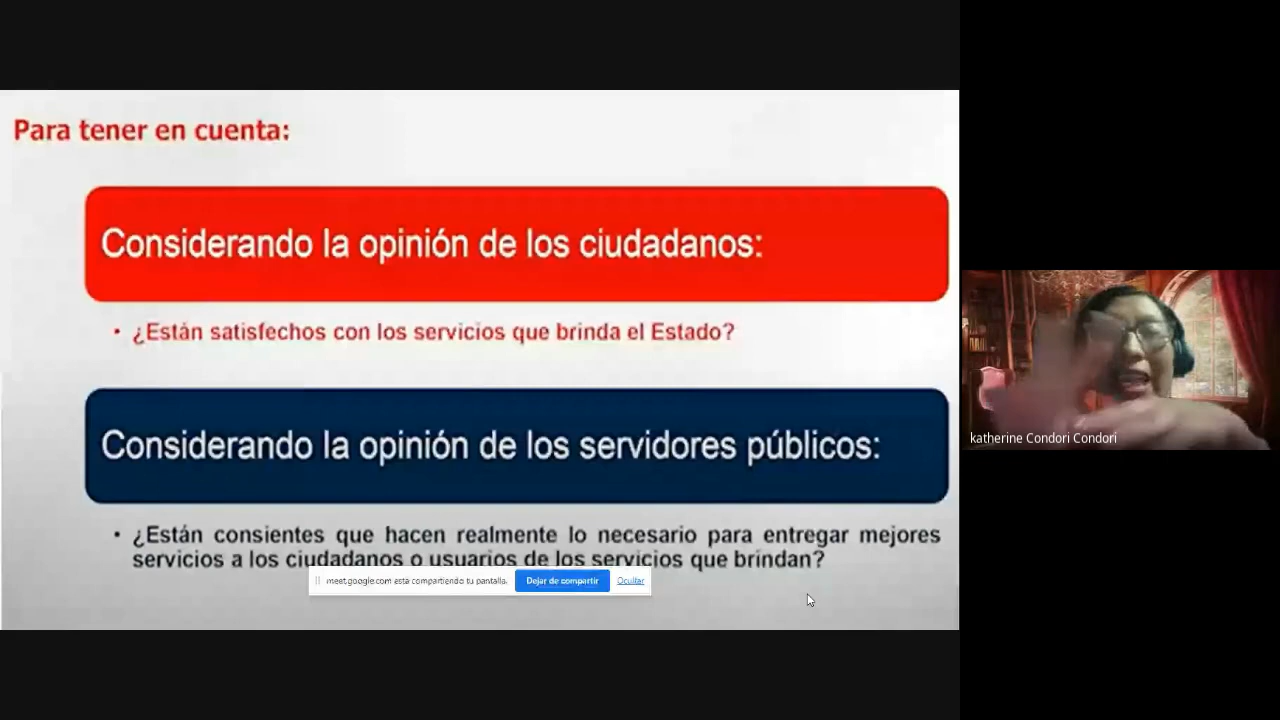 Para tener en cuenta:
Considerando la opinión de los ciudadanos:
• ¿Están satisfechos con los servicios que brinda el Estado?
Considerando la opinión de los servidores públicos:
• ¿Están consientes que hacen realmente lo necesario para entregar mejores
servicios a los ciudadanos o usuarios de los servicios que brindan?
meet.google.com está compartiendo tu pantalla.
Dejar de compartir
Ocultar
katherine Condori Condori